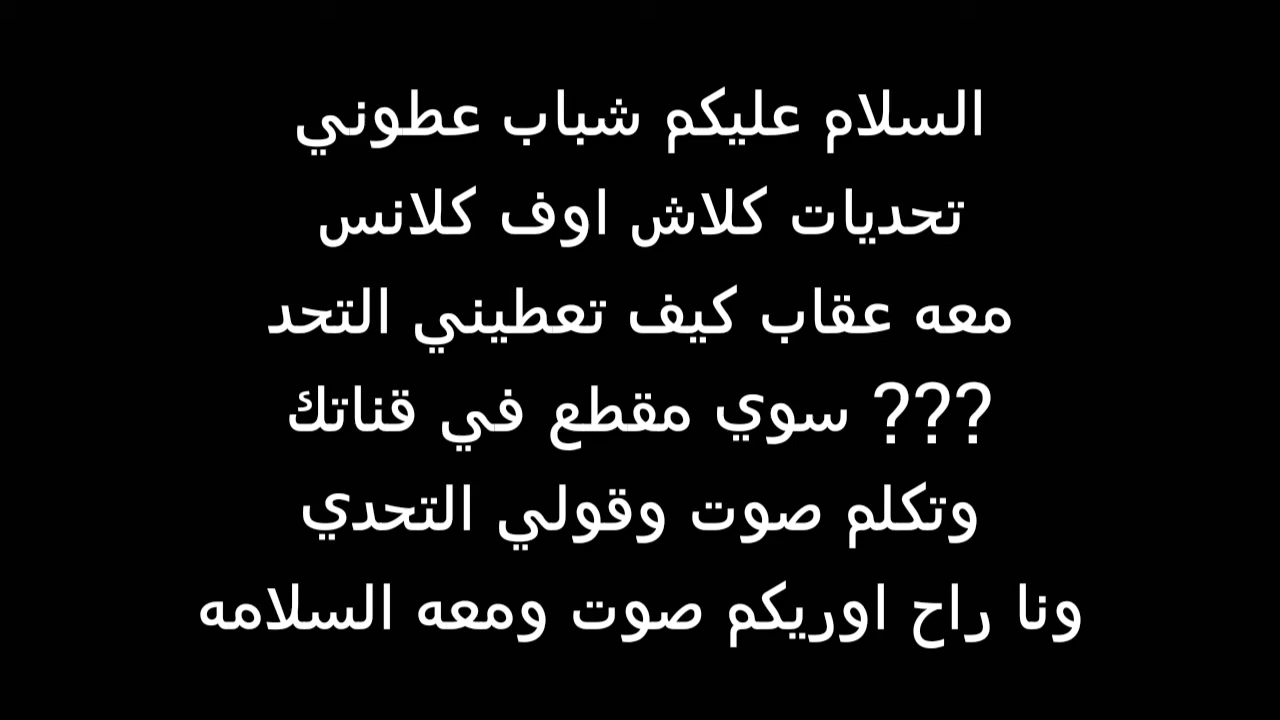 السلام عليكم شباب عطوني
تحديات كلاش اوف كلانس
معه عقاب كيف تعطيني التحد
??? سوي مقطع في قناتك
وتكلم صوت وقولي التحدي
ونا راح اوريكم صوت ومعه السلامه